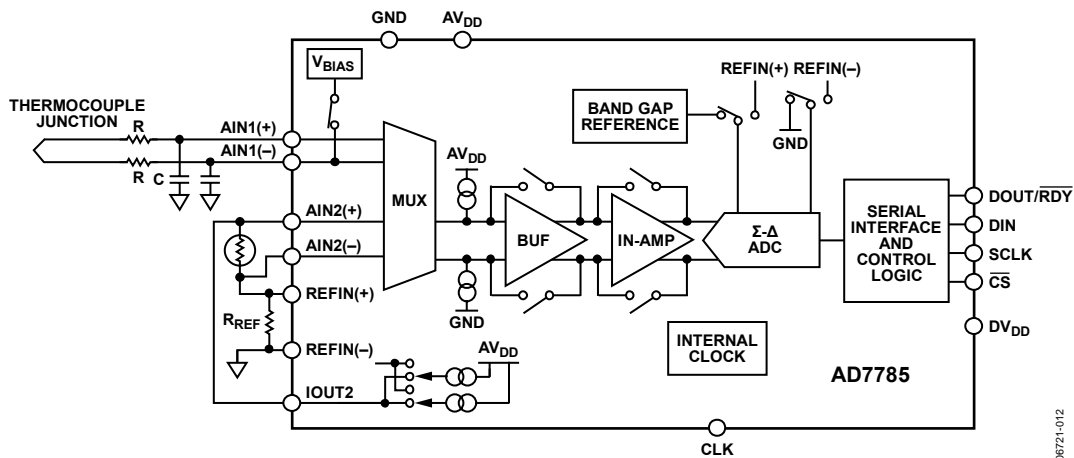 GND
AVDD
VBIAS
REFIN(+) REFIN(–)
THERMOCOUPLE
JUNCTION
R
AIN1(+)
AIN1(–)
R
C
BAND GAP
REFERENCE
GND
AVDD
MUX
AIN2(+)
AIN2(–)
BUF
IN-AMP
Σ-Δ
ADC
SERIAL
INTERFACE
AND
CONTROL
LOGIC
DOUT/RDY
DIN
SCLK
CS
REFIN(+)
RREF
GND
REFIN(–)
AVDD
INTERNAL
CLOCK
DVDD
IOUT2
AD7785
CLK
06721-012